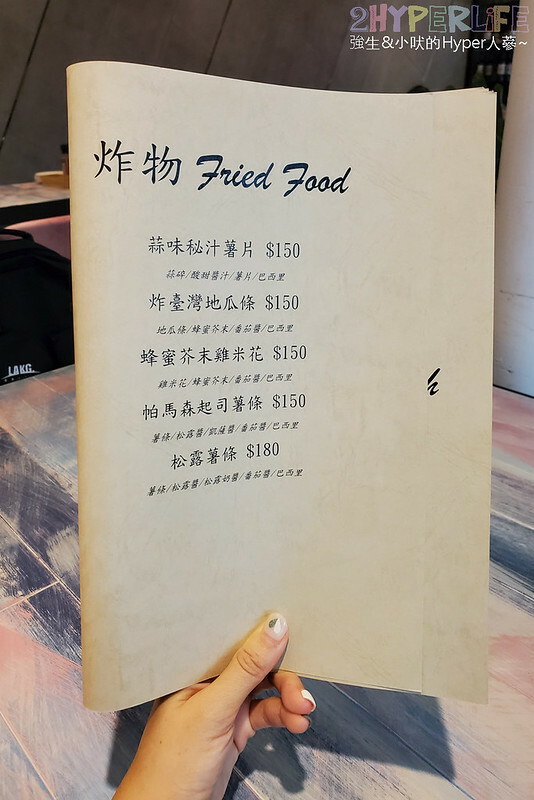 2HYPERLiFE
強生&小吠的Hyper人蔘~
炸物 Fried Food
蒜味秘汁薯片 $150
蒜碎/酸甜醬汁/薯片/巴西里
炸臺灣地瓜條 $150
地瓜條/蜂蜜芥末/番茄醬/巴西里
蜂蜜芥末雞米花 $150
雞米花/蜂蜜芥末/番茄醬/巴西里
帕馬森起司薯條 $150
薯條/松露醬/凱薩醬/番茄醬/巴西里
松露薯條 $180
薯條/松露醬/松露奶醬/番茄醬/巴西里
LAKG.